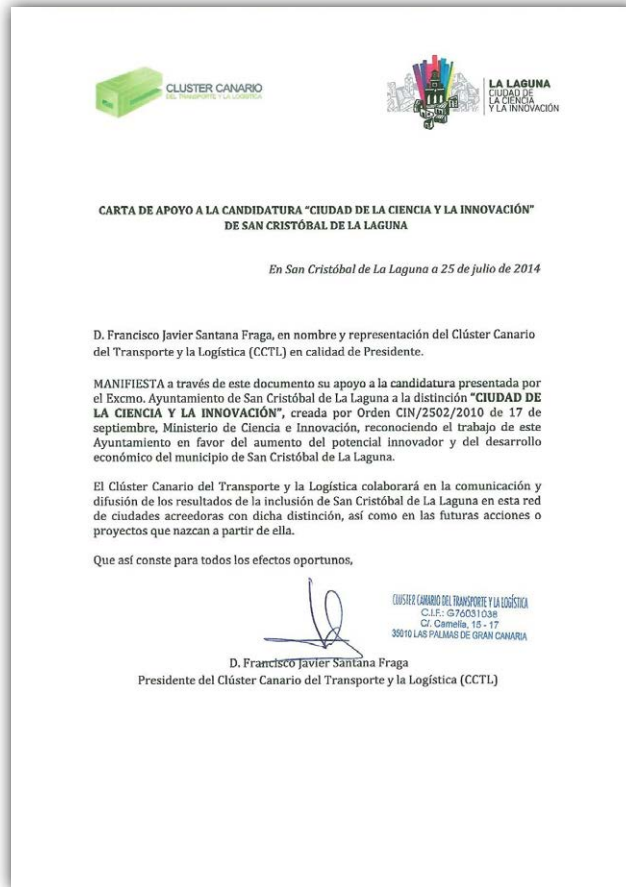 CLUSTER CANARIO
DEL TRANSPORTE Y LA LOGÍSTICA
LA LAGUNA
CIUDAD DE
LA CIENCIA
Y LA INNOVACIÓN
CARTA DE APOYO A LA CANDIDATURA "CIUDAD DE LA CIENCIA Y LA INNOVACIÓN"
DE SAN CRISTÓBAL DE LA LAGUNA
En San Cristóbal de La Laguna a 25 de julio de 2014
D. Francisco Javier Santana Fraga, en nombre y representación del Clúster Canario
del Transporte y la Logística (CCTL) en calidad de Presidente.
MANIFIESTA a través de este documento su apoyo a la candidatura presentada por
el Excmo. Ayuntamiento de San Cristóbal de La Laguna a la distinción "CIUDAD DE
LA CIENCIA Y LA INNOVACIÓN", creada por Orden CIN/2502/2010 de 17 de
septiembre, Ministerio de Ciencia e Innovación, reconociendo el trabajo de este
Ayuntamiento en favor del aumento del potencial innovador y del desarrollo
económico del municipio de San Cristóbal de La Laguna.
El Clúster Canario del Transporte y la Logística colaborará en la comunicación y
difusión de los resultados de la inclusión de San Cristóbal de La Laguna en esta red
de ciudades acreedoras con dicha distinción, así como en las futuras acciones o
proyectos que nazcan a partir de ella.
Que así conste para todos los efectos oportunos,
CLUSTER CANARIO DEL TRANSPORTE Y LA LOGÍSTICA
C.I.F.: G76031038
C/. Camelia, 15 - 17
35010 LAS PALMAS DE GRAN CANARIA
D. Francisco Javier Santana Fraga
Presidente del Clúster Canario del Transporte y la Logística (CCTL)